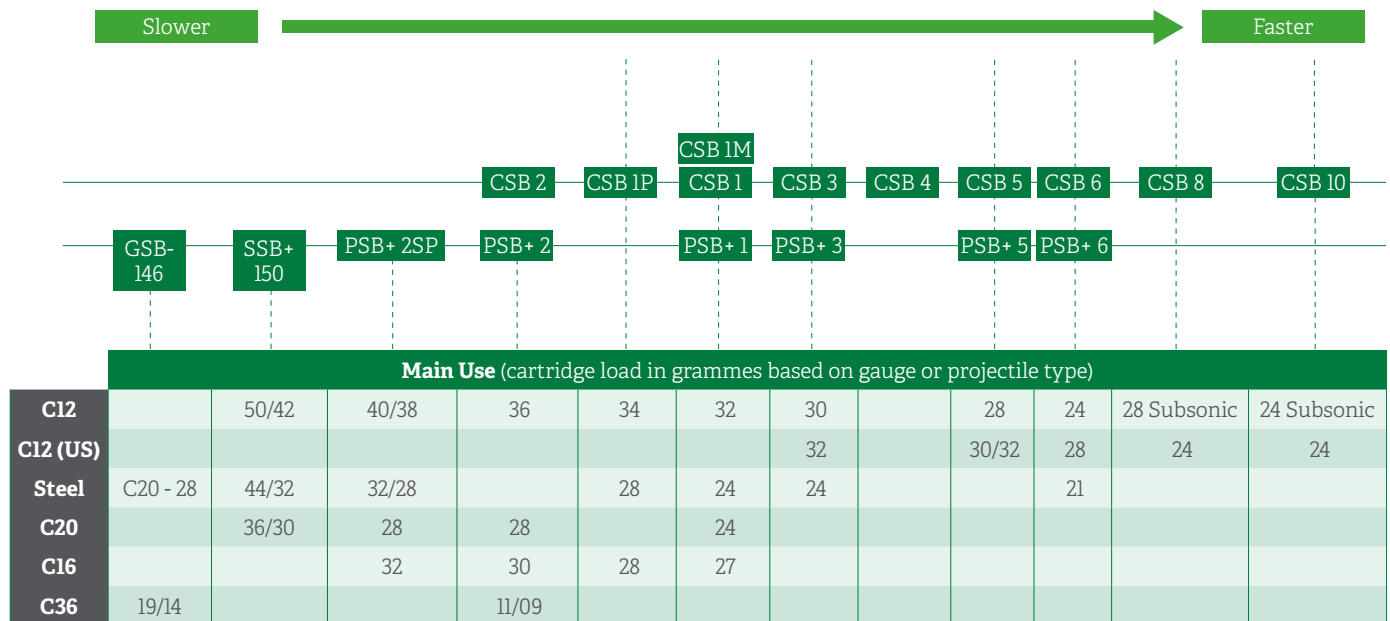 Slower Faster
CSB 1M
CSB 2 CSB 1P CSB 1 CSB 3 CSB 4 CSB 5 CSB 6 CSB 8 CSB 10
GSB-
146
SSB+
150
PSB+ 2SP PSB+ 2 PSB+ 1 PSB+ 3 PSB+ 5 PSB+ 6
Main Use (cartridge load in grammes based on gauge or projectile type)
C12 50/42 40/38 36 34 32 30 28 24 28 Subsonic 24 Subsonic
C12 (US) 32 30/32 28 24 24
Steel C20 - 28 44/32 32/28 28 24 24 21
C20 36/30 28 28 24
C16 32 30 28 27
C36 19/14 11/09